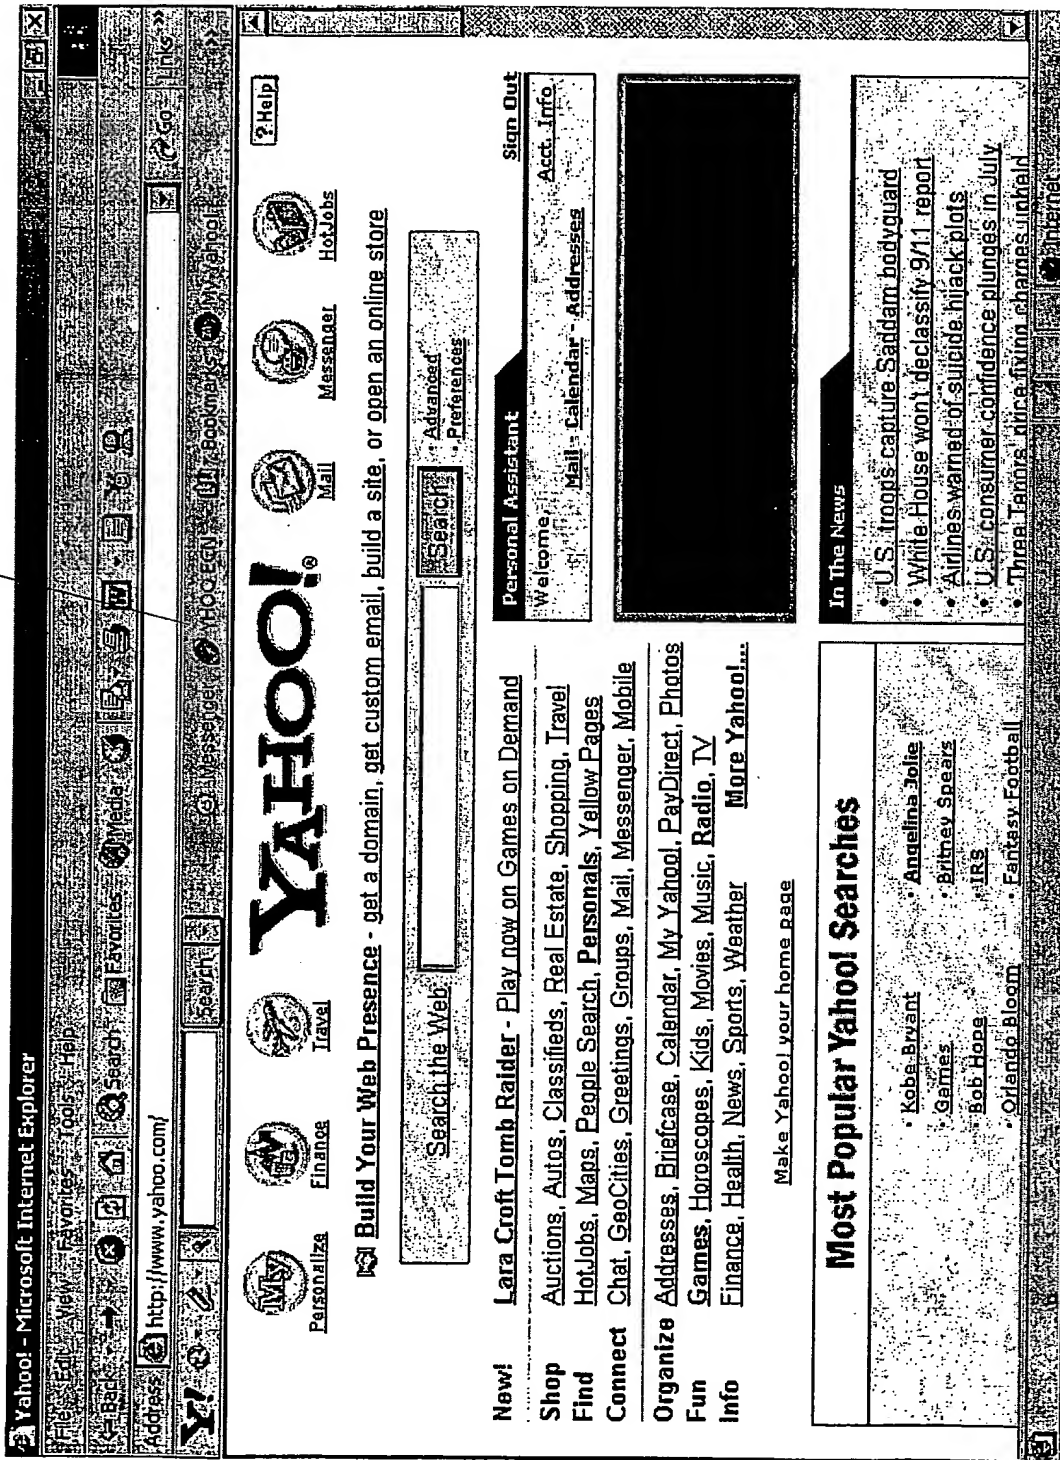 Yahoo! - Microsoft Internet Explorer
File Edit View Favorites Tools Help
Back Search Favorites Media
Address http://www.yahoo.com/ Go Links »
Y! Search Messenger YHOO ECN Bookmarks My Yahoo! »
Personalize Finance Travel YAHOO!® Mail Messenger HotJobs ? Help
Build Your Web Presence - get a domain, get custom email, build a site, or open an online store
Search the Web Search · Advanced
· Preferences
New! Lara Croft Tomb Raider - Play now on Games on Demand
Shop Auctions, Autos, Classifieds, Real Estate, Shopping, Travel
Find HotJobs, Maps, People Search, Personals, Yellow Pages
Connect Chat, GeoCities, Greetings, Groups, Mail, Messenger, Mobile
Organize Addresses, Briefcase, Calendar, My Yahoo!, PayDirect, Photos
Fun Games, Horoscopes, Kids, Movies, Music, Radio, TV
Info Finance, Health, News, Sports, Weather More Yahoo!...
Make Yahoo! your home page
Personal Assistant Sign Out
Welcome, Acct. Info
Mail - Calendar - Addresses
Most Popular Yahoo! Searches
· Kobe Bryant · Angelina Jolie
· Games · Britney Spears
· Bob Hope · IRS
· Orlando Bloom · Fantasy Football
In The News
· U.S. troops capture Saddam bodyguard
· White House won't declassify 9/11 report
· Airlines warned of suicide hijack plots
· U.S. consumer confidence plunges in July
· Three Tenors price fixing charges upheld
Internet